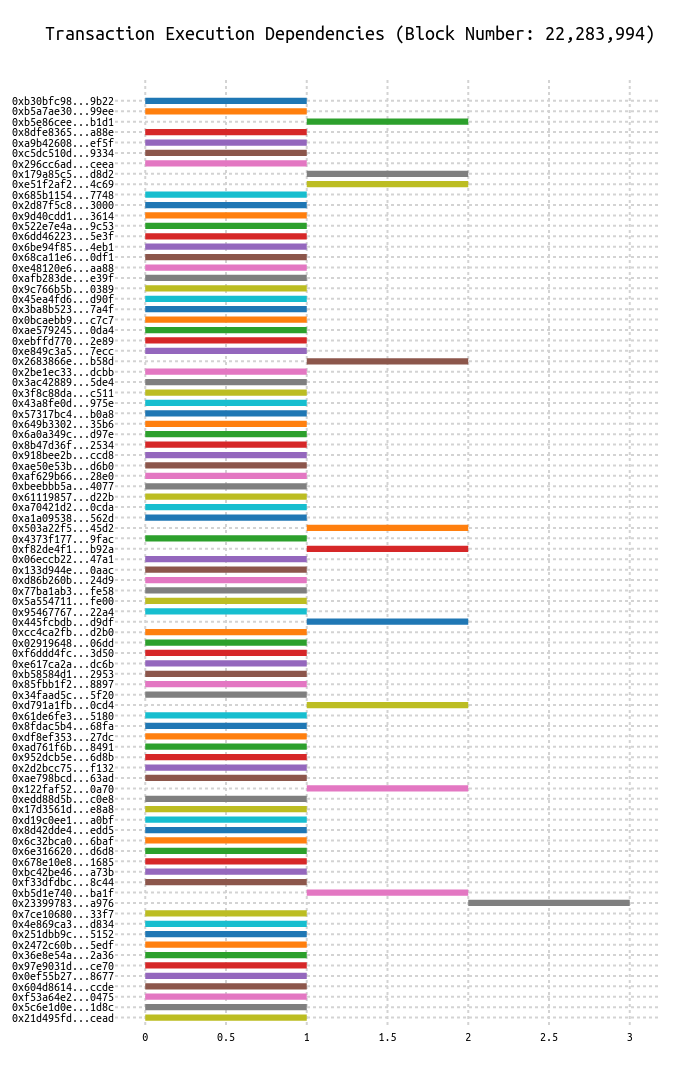 Transaction Execution Dependencies (Block Number: 22,283,994)
0xb30bfc98...9b22
0xb5a7ae30...99ee
0xb5e86cee...b1d1
0x8dfe8365...a88e
0xa9b42608...ef5f
0xc5dc510d...9334
0x296cc6ad...ceea
0x179a85c5...d8d2
0xe51f2af2...4c69
0x685b1154...7748
0x2d87f5c8...3000
0x9d40cdd1...3614
0x522e7e4a...9c53
0x6dd46223...5e3f
0x6be94f85...4eb1
0x68ca11e6...0df1
0xe48120e6...aa88
0xafb283de...e39f
0x9c766b5b...0389
0x45ea4fd6...d90f
0x3ba8b523...7a4f
0x0bcaebb9...c7c7
0xae579245...0da4
0xebffd770...2e89
0xe849c3a5...7ecc
0x2683866e...b58d
0x2be1ec33...dcbb
0x3ac42889...5de4
0x3f8c88da...c511
0x43a8fe0d...975e
0x57317bc4...b0a8
0x649b3302...35b6
0x6a0a349c...d97e
0x8b47d36f...2534
0x918bee2b...ccd8
0xae50e53b...d6b0
0xaf629b66...28e0
0xbeebbb5a...4077
0x61119857...d22b
0xa70421d2...0cda
0xa1a09538...562d
0x503a22f5...45d2
0x4373f177...9fac
0xf82de4f1...b92a
0x06eccb22...47a1
0x133d944e...0aac
0xd86b260b...24d9
0x77ba1ab3...fe58
0x5a554711...fe00
0x95467767...22a4
0x445fcbdb...d9df
0xcc4ca2fb...d2b0
0x02919648...06dd
0xf6ddd4fc...3d50
0xe617ca2a...dc6b
0xb58584d1...2953
0x85fbb1f2...8897
0x34faad5c...5f20
0xd791a1fb...0cd4
0x61de6fe3...5180
0x8fdac5b4...68fa
0xdf8ef353...27dc
0xad761f6b...8491
0x952dcb5e...6d8b
0x2d2bcc75...f132
0xae798bcd...63ad
0x122faf52...0a70
0xedd88d5b...c0e8
0x17d3561d...e8a8
0xd19c0ee1...a0bf
0x8d42dde4...edd5
0x6c32bca0...6baf
0x6e316620...d6d8
0x678e10e8...1685
0xbc42be46...a73b
0xf33dfdbc...8c44
0xb5d1e740...ba1f
0x23399783...a976
0x7ce10680...33f7
0x4e869ca3...d834
0x251dbb9c...5152
0x2472c60b...5edf
0x36e8e54a...2a36
0x97e9031d...ce70
0x0ef55b27...8677
0x604d8614...ccde
0xf53a64e2...0475
0x5c6e1d0e...1d8c
0x21d495fd...cead
0 0.5 1 1.5 2 2.5 3